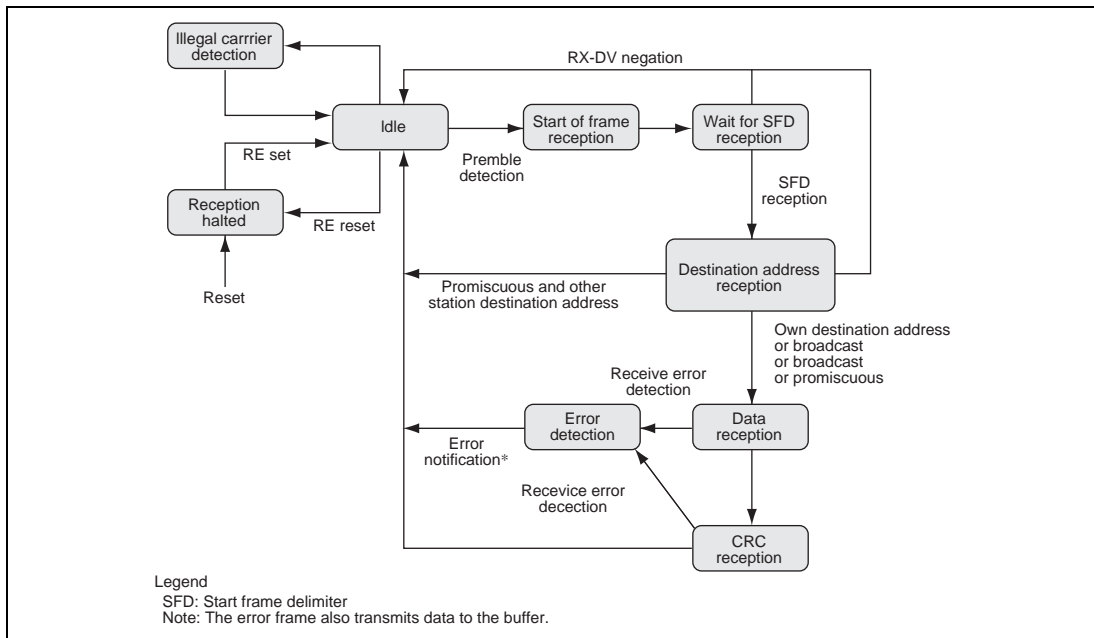 Illegal carrrier
detection
RX-DV negation
Idle
Start of frame
reception
Wait for SFD
reception
Premble
detection
RE set
SFD
reception
Reception
halted
RE reset
Reset
Destination address
reception
Promiscuous and other
station destination address
Own destination address
or broadcast
or broadcast
or promiscuous
Receive error
detection
Error
detection
Data
reception
Error
notification*
Recevice error
decection
CRC
reception
Legend
SFD: Start frame delimiter
Note: The error frame also transmits data to the buffer.